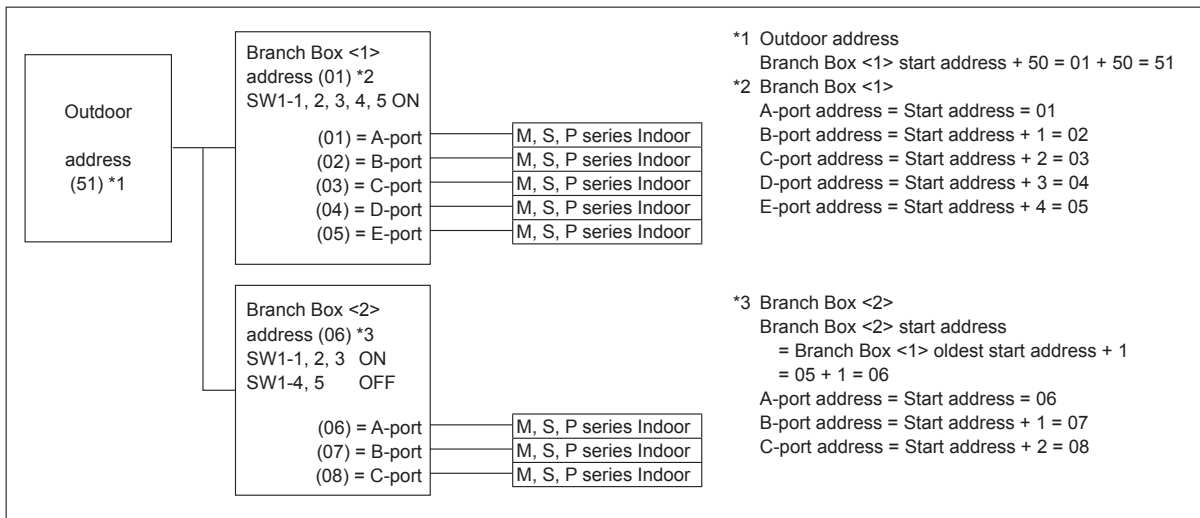 Outdoor
address
(51) *1
Branch Box <1>
address (01) *2
SW1-1, 2, 3, 4, 5 ON
(01) = A-port
M, S, P series Indoor
(02) = B-port
M, S, P series Indoor
(03) = C-port
M, S, P series Indoor
(04) = D-port
M, S, P series Indoor
(05) = E-port
M, S, P series Indoor
Branch Box <2>
address (06) *3
SW1-1, 2, 3 ON
SW1-4, 5 OFF
(06) = A-port
M, S, P series Indoor
(07) = B-port
M, S, P series Indoor
(08) = C-port
M, S, P series Indoor
*1 Outdoor address
Branch Box <1> start address + 50 = 01 + 50 = 51
*2 Branch Box <1>
A-port address = Start address = 01
B-port address = Start address + 1 = 02
C-port address = Start address + 2 = 03
D-port address = Start address + 3 = 04
E-port address = Start address + 4 = 05
*3 Branch Box <2>
Branch Box <2> start address
= Branch Box <1> oldest start address + 1
= 05 + 1 = 06
A-port address = Start address = 06
B-port address = Start address + 1 = 07
C-port address = Start address + 2 = 08